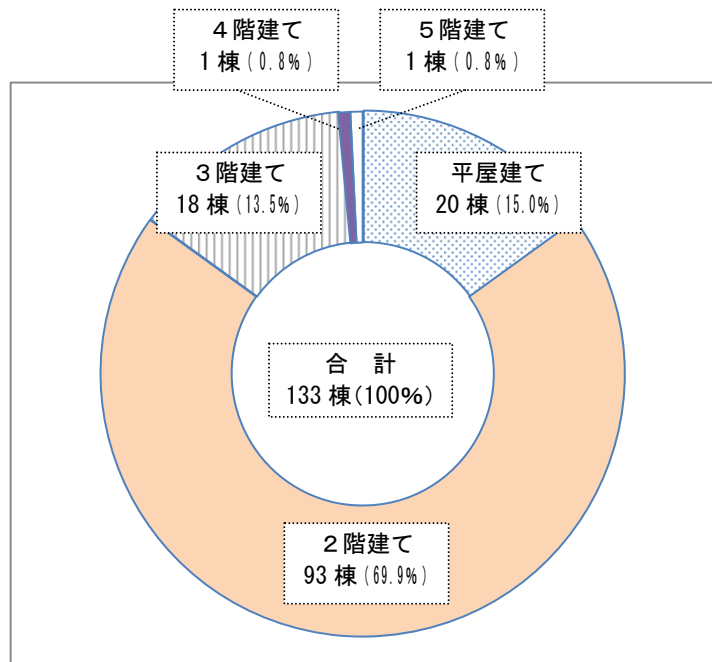 ４階建て
1 棟(0.8%)
５階建て
1 棟(0.8%)
３階建て
18 棟(13.5%)
平屋建て
20 棟(15.0%)
合　計
133 棟(100%)
２階建て
93 棟(69.9%)